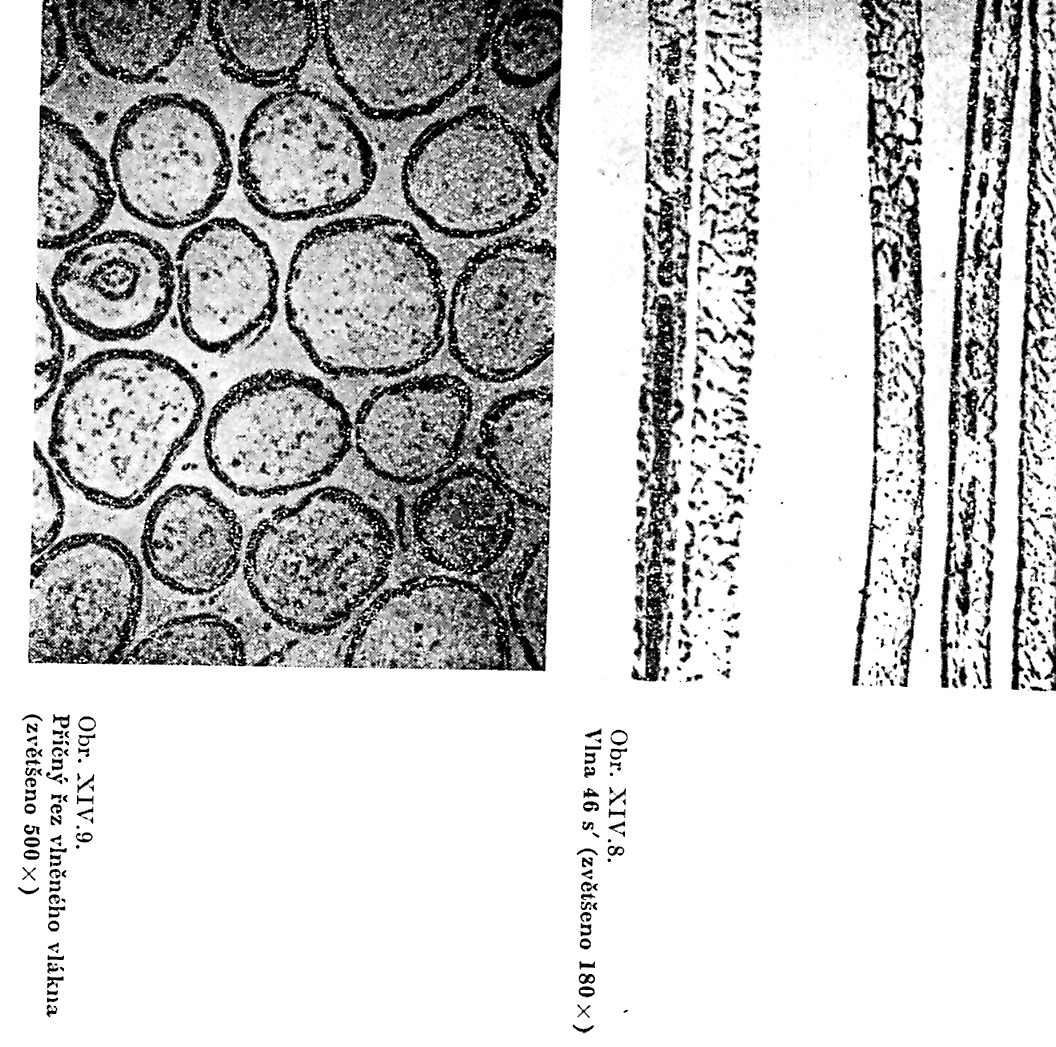 Obr. XIV.8.
Vlna 46 s′ (zvětšeno 180×)
Obr. XIV.9.
Příčný řez vlněného vlákna
(zvětšeno 500×)